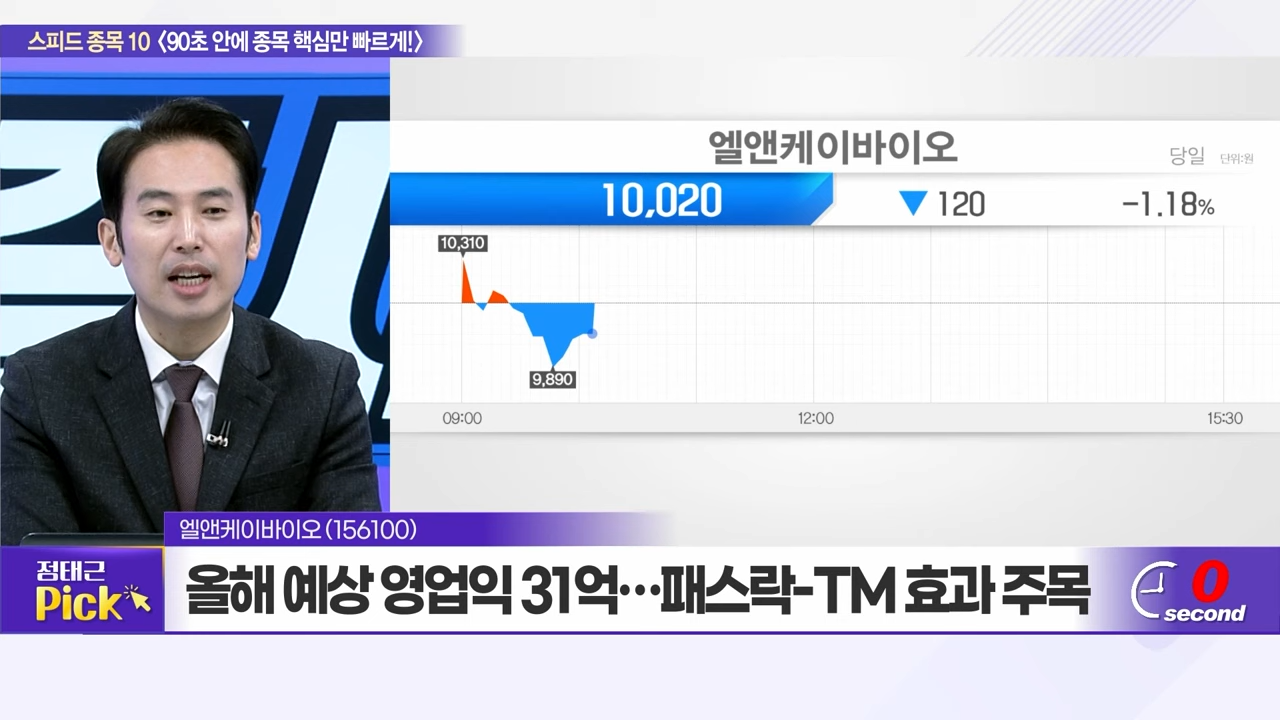 스피드 종목 10 〈90초 안에 종목 핵심만 빠르게!〉
엘앤케이바이오
당일 단위:원
10,020 ▼ 120 -1.18%
10,310
9,890
09:00 12:00 15:30
엘앤케이바이오(156100)
정태근
Pick
올해 예상 영업익 31억…패스락-TM 효과 주목
0
second